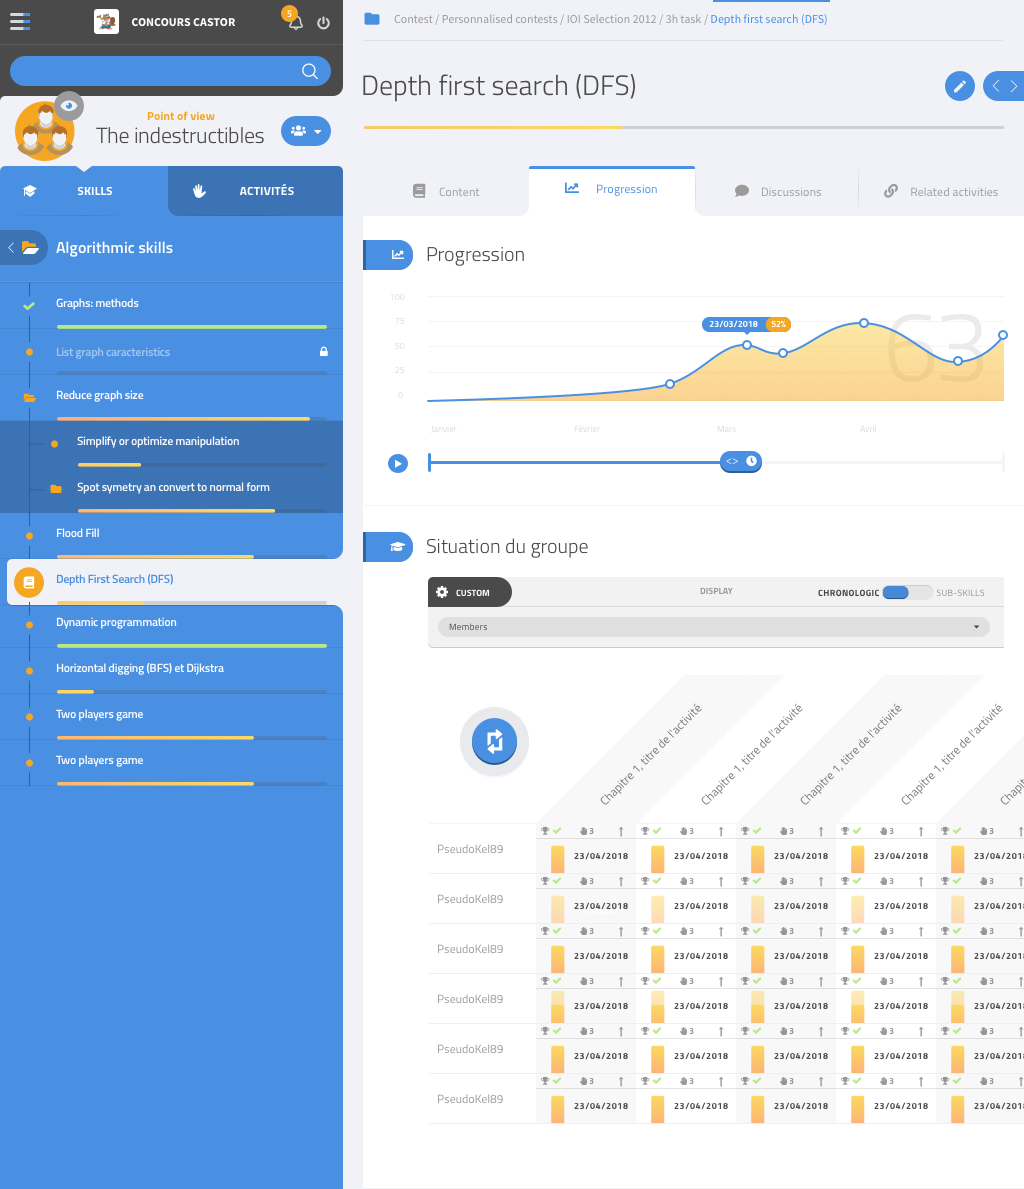 CONCOURS CASTOR
5
Point of view
The indestructibles
SKILLS
ACTIVITÉS
Algorithmic skills
Graphs: methods
List graph caracteristics
Reduce graph size
Simplify or optimize manipulation
Spot symetry an convert to normal form
Flood Fill
Depth First Search (DFS)
Dynamic programmation
Horizontal digging (BFS) et Dijkstra
Two players game
Two players game
Contest / Personnalised contests / IOI Selection 2012 / 3h task / Depth first search (DFS)
Depth first search (DFS)
Content
Progression
Discussions
Related activities
Progression
100
75
50
25
0
23/03/2018 52%
63
Janvier
Février
Mars
Avril
<>
Situation du groupe
CUSTOM
DISPLAY
CHRONOLOGIC
SUB-SKILLS
Members
Chapitre 1, titre de l'activité
Chapitre 1, titre de l'activité
Chapitre 1, titre de l'activité
Chapitre 1, titre de l'activité
Chapit
3 3 3 3 3
PseudoKel89 23/04/2018 23/04/2018 23/04/2018 23/04/2018 23/04/201
3 3 3 3 3
PseudoKel89 23/04/2018 23/04/2018 23/04/2018 23/04/2018 23/04/201
3 3 3 3 3
PseudoKel89 23/04/2018 23/04/2018 23/04/2018 23/04/2018 23/04/201
3 3 3 3 3
PseudoKel89 23/04/2018 23/04/2018 23/04/2018 23/04/2018 23/04/201
3 3 3 3 3
PseudoKel89 23/04/2018 23/04/2018 23/04/2018 23/04/2018 23/04/201
3 3 3 3 3
PseudoKel89 23/04/2018 23/04/2018 23/04/2018 23/04/2018 23/04/201